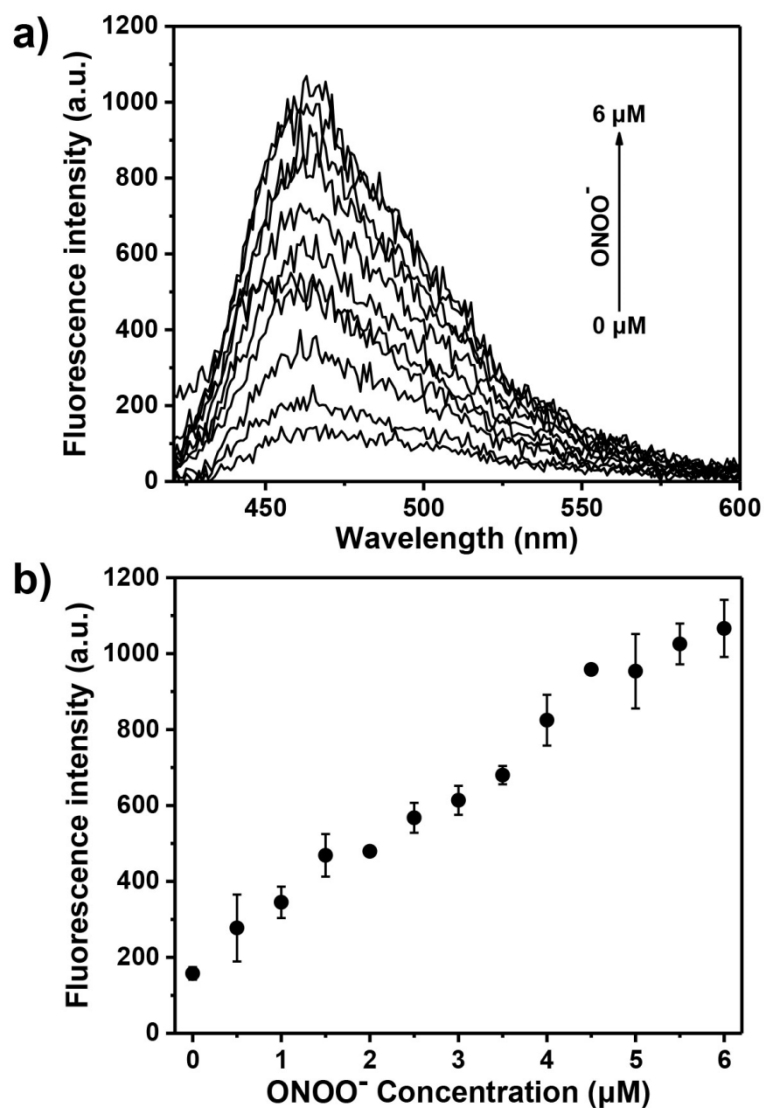 a)
1200
1000
800
600
400
200
0
Fluorescence intensity (a.u.)
6 µM
ONOO⁻
0 µM
450 500 550 600
Wavelength (nm)
b)
1200
1000
800
600
400
200
0
Fluorescence intensity (a.u.)
0 1 2 3 4 5 6
ONOO⁻ Concentration (µM)